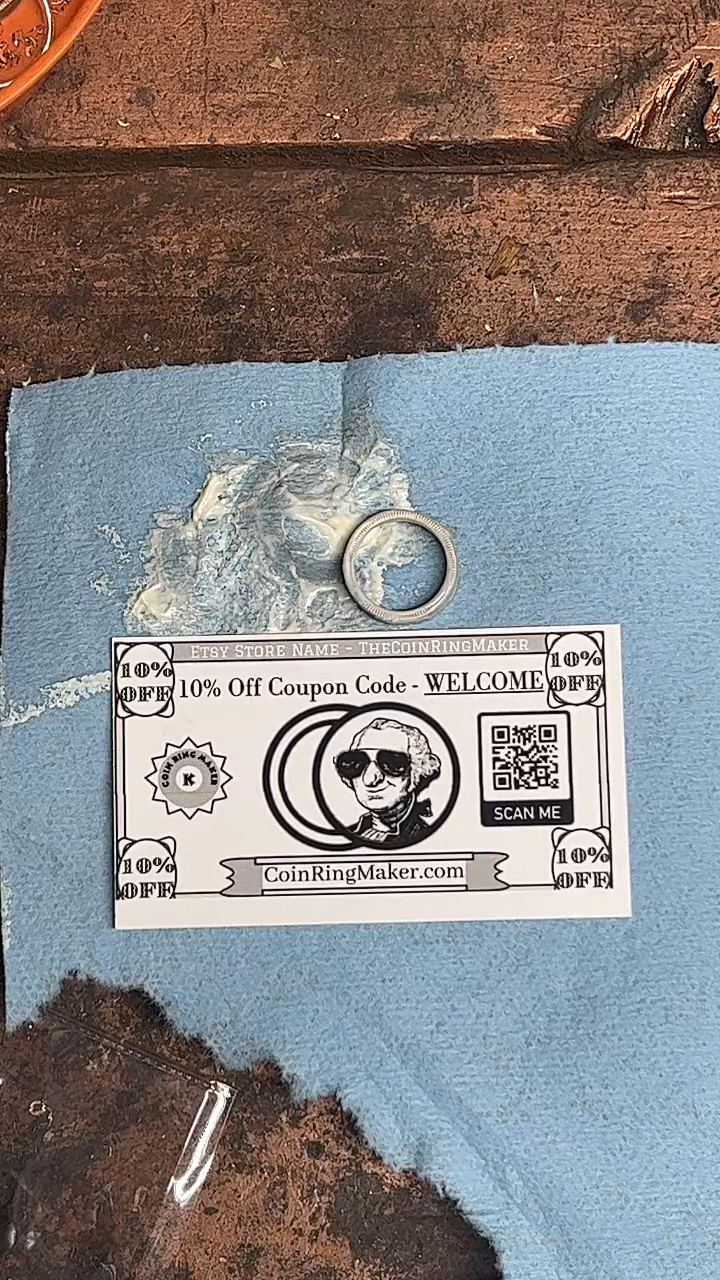 Etsy Store Name - TheCoinRingMaker
10% OFF
10% OFF
10% Off Coupon Code - WELCOME
COIN RING MAKER
K
SCAN ME
10% OFF
10% OFF
CoinRingMaker.com